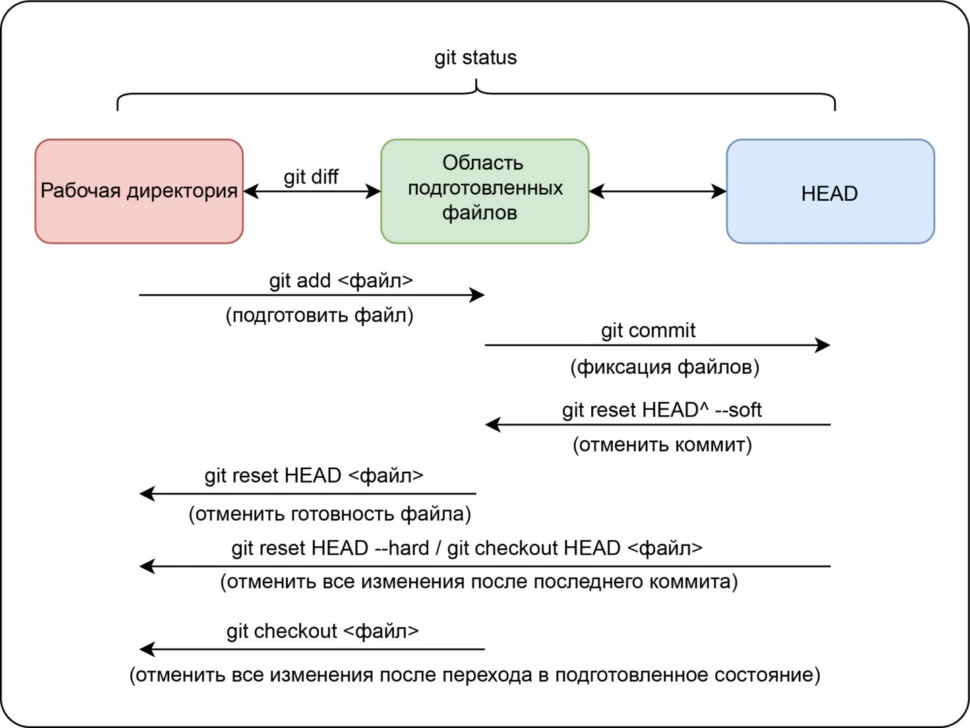 git status
Рабочая директория
git diff
Область
подготовленных
файлов
HEAD
git add <файл>
(подготовить файл)
git commit
(фиксация файлов)
git reset HEAD^ --soft
(отменить коммит)
git reset HEAD <файл>
(отменить готовность файла)
git reset HEAD --hard / git checkout HEAD <файл>
(отменить все изменения после последнего коммита)
git checkout <файл>
(отменить все изменения после перехода в подготовленное состояние)